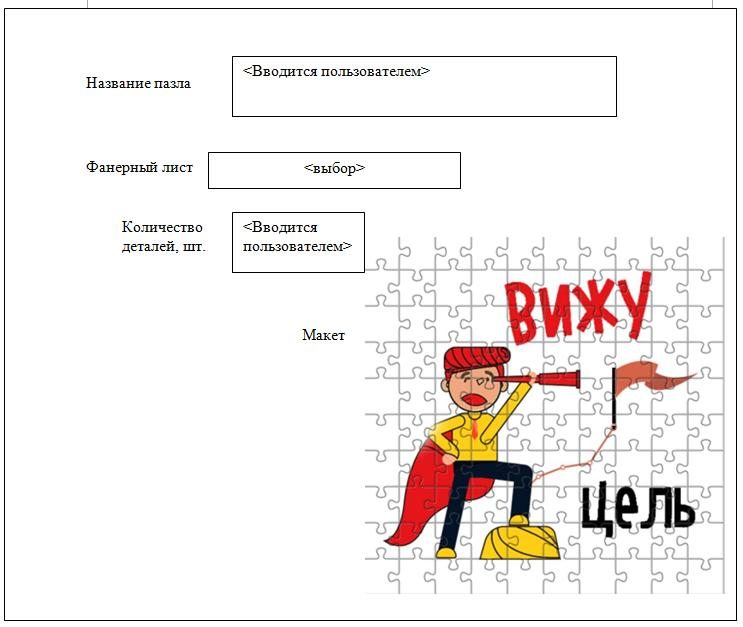 Название пазла
<Вводится пользователем>
Фанерный лист
<выбор>
Количество
деталей, шт.
<Вводится
пользователем>
Макет
ВИЖУ
цель